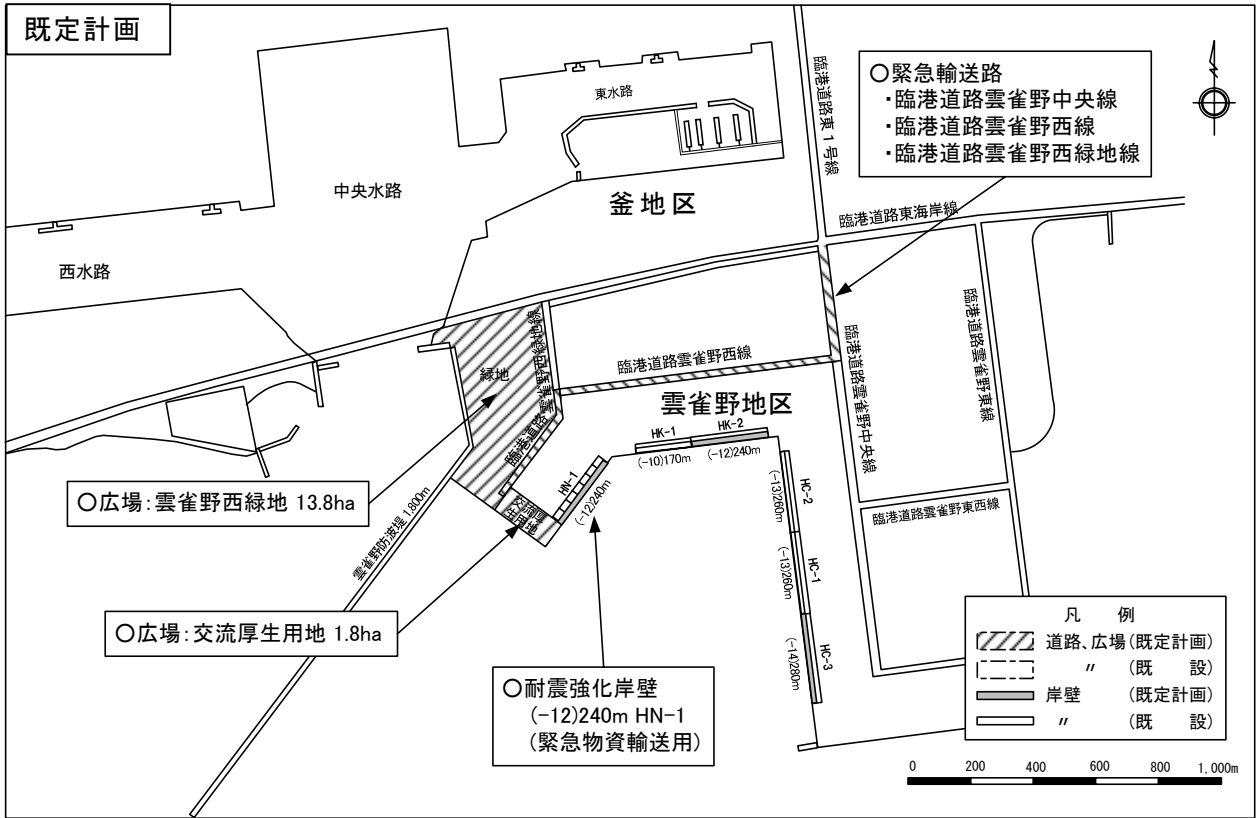 既定計画
東水路
中央水路
西水路
釜地区
臨港道路東1号線
○緊急輸送路
・臨港道路雲雀野中央線
・臨港道路雲雀野西線
・臨港道路雲雀野西緑地線
臨港道路東海岸線
臨港道路雲雀野西線
臨港道路雲雀野中央線
臨港道路雲雀野東線
臨港道路雲雀野東西線
緑地
臨港道路
雲雀野地区
HK-1
HK-2
(-10)170m
(-12)240m
HN-1
(-12)240m
HC-2
(-13)260m
HC-1
(-13)260m
HC-3
(-14)280m
○広場:雲雀野西緑地 13.8ha
雲雀野防波堤 1,800m
交流厚生用地
○広場:交流厚生用地 1.8ha
○耐震強化岸壁
(-12)240m HN-1
(緊急物資輸送用)
凡 例
道路、広場(既定計画)
〃 (既 設)
岸壁 (既定計画)
〃 (既 設)
0 200 400 600 800 1,000m